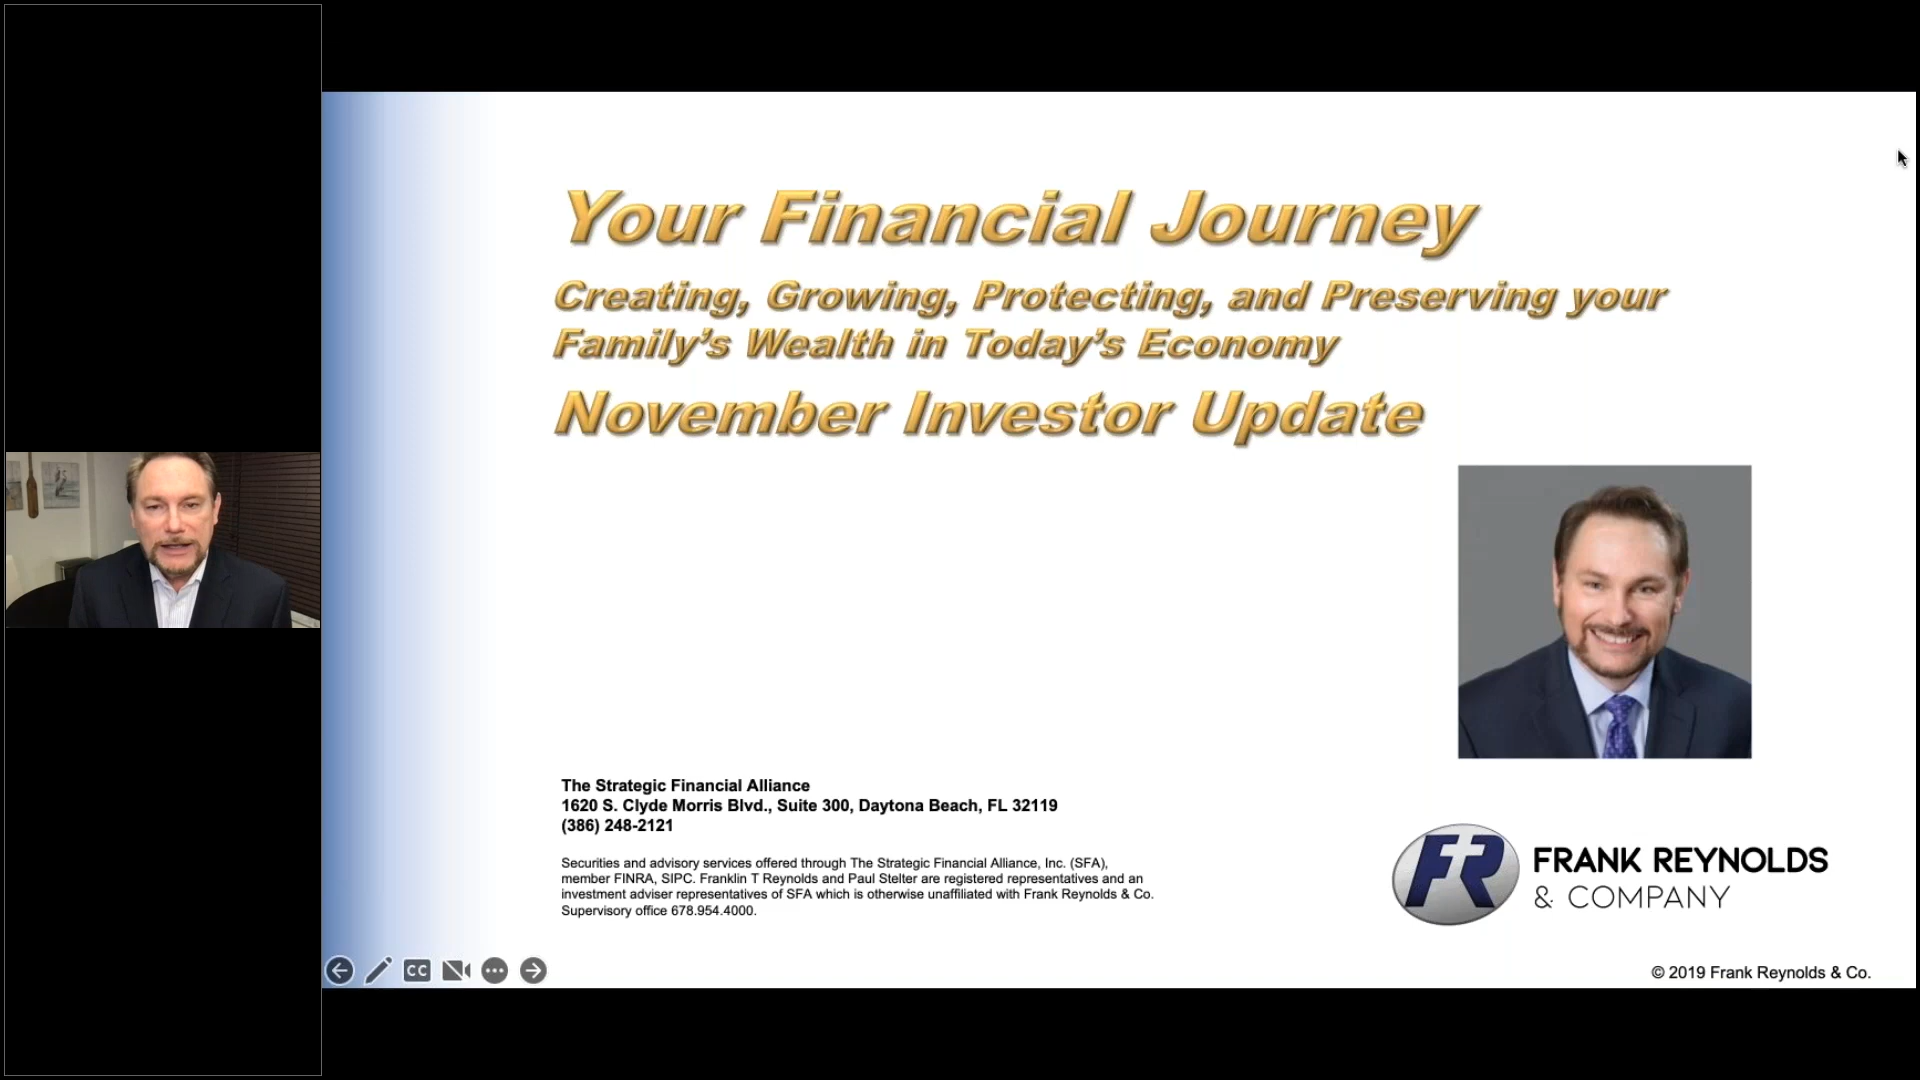 Your Financial Journey
Creating, Growing, Protecting, and Preserving your
Family's Wealth in Today's Economy
November Investor Update
The Strategic Financial Alliance
1620 S. Clyde Morris Blvd., Suite 300, Daytona Beach, FL 32119
(386) 248-2121
Securities and advisory services offered through The Strategic Financial Alliance, Inc. (SFA),
member FINRA, SIPC. Franklin T Reynolds and Paul Stelter are registered representatives and an
investment adviser representatives of SFA which is otherwise unaffiliated with Frank Reynolds & Co.
Supervisory office 678.954.4000.
FR
FRANK REYNOLDS
& COMPANY
CC
© 2019 Frank Reynolds & Co.